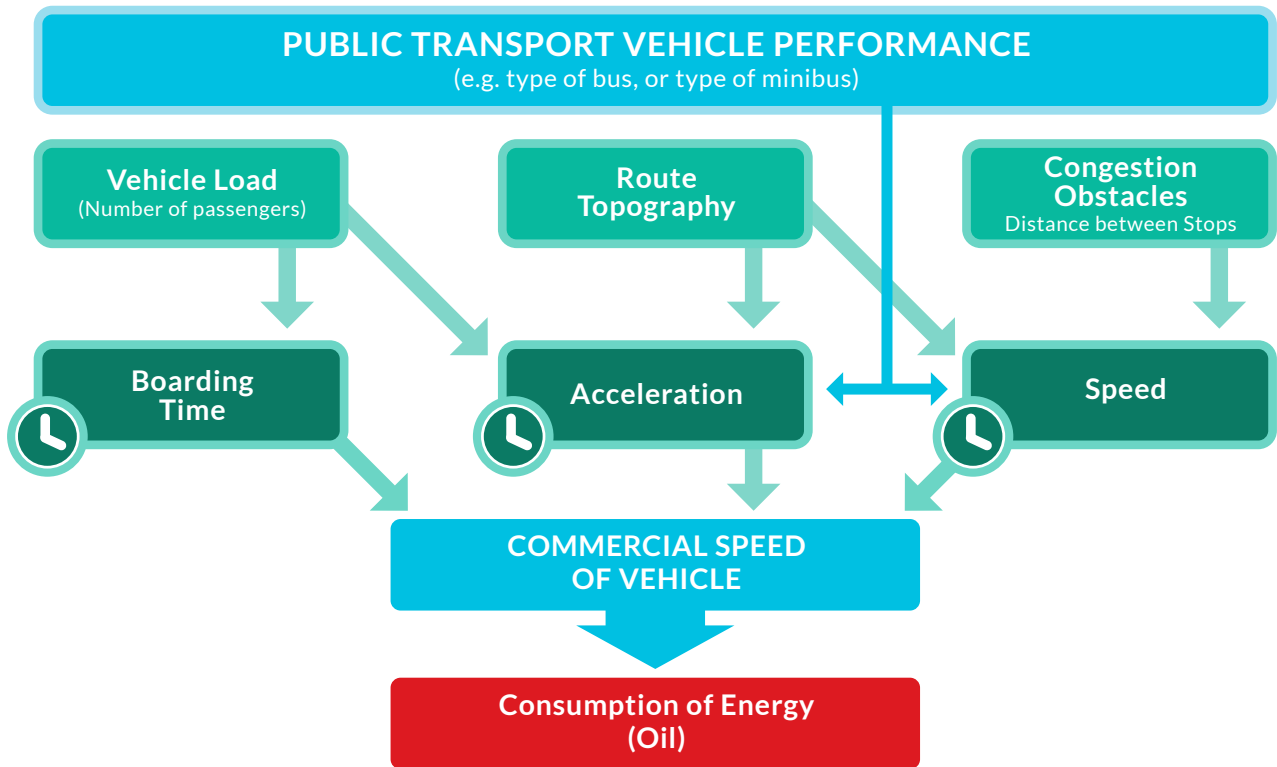 PUBLIC TRANSPORT VEHICLE PERFORMANCE
(e.g. type of bus, or type of minibus)
Vehicle Load
(Number of passengers)
Route
Topography
Congestion
Obstacles
Distance between Stops
Boarding
Time
Acceleration
Speed
COMMERCIAL SPEED
OF VEHICLE
Consumption of Energy
(Oil)